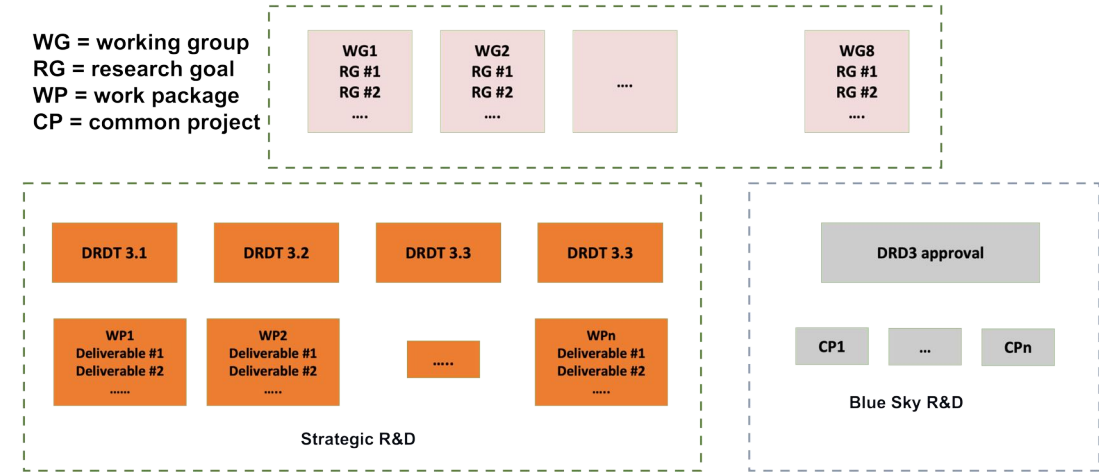 WG = working group
RG = research goal
WP = work package
CP = common project
WG1
RG #1
RG #2
....
WG2
RG #1
RG #2
....
....
WG8
RG #1
RG #2
....
DRDT 3.1
DRDT 3.2
DRDT 3.3
DRDT 3.3
WP1
Deliverable #1
Deliverable #2
......
WP2
Deliverable #1
Deliverable #2
.....
.....
WPn
Deliverable #1
Deliverable #2
.....
Strategic R&D
DRD3 approval
CP1
...
CPn
Blue Sky R&D